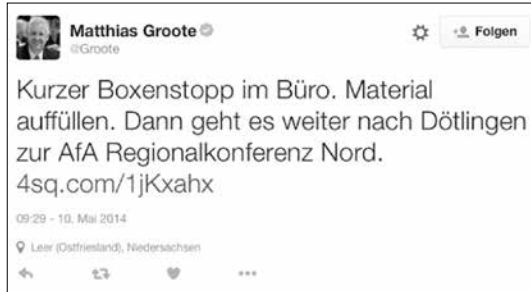 Matthias Groote
@Groote
Folgen
Kurzer Boxenstopp im Büro. Material
auffüllen. Dann geht es weiter nach Dötlingen
zur AfA Regionalkonferenz Nord.
4sq.com/1jKxahx
09:29 - 10. Mai 2014
Leer (Ostfriesland), Niedersachsen